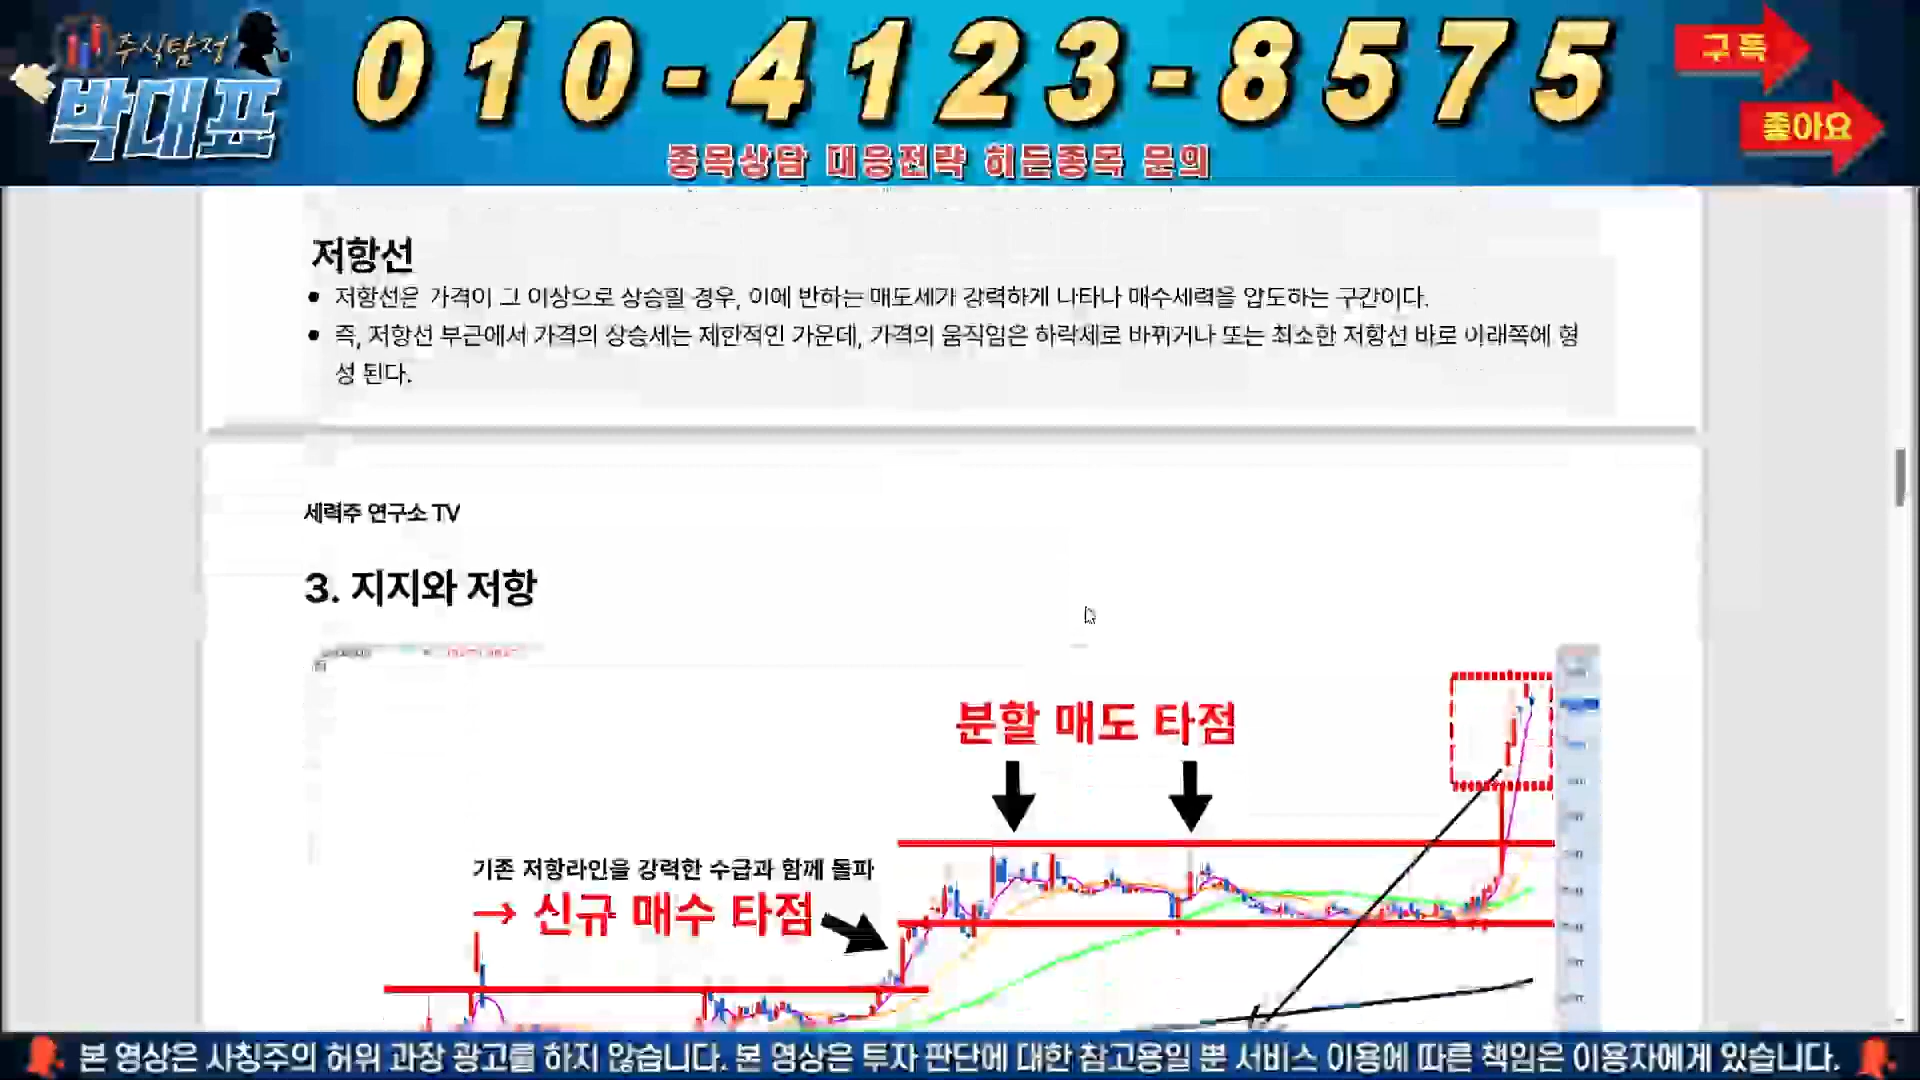 주식탐정
박대표
010-4123-8575
구독
좋아요
종목상담 대응전략 히든종목 문의
저항선
• 저항선은 가격이 그 이상으로 상승할 경우, 이에 반하는 매도세가 강력하게 나타나 매수세력을 압도하는 구간이다.
• 즉, 저항선 부근에서 가격의 상승세는 제한적인 가운데, 가격의 움직임은 하락세로 바뀌거나 또는 최소한 저항선 바로 아래쪽에 형
성 된다.
세력주 연구소 TV
3. 지지와 저항
분할 매도 타점
기존 저항라인을 강력한 수급과 함께 돌파
→ 신규 매수 타점
본 영상은 사칭주의 허위 과장 광고를 하지 않습니다. 본 영상은 투자 판단에 대한 참고용일 뿐 서비스 이용에 따른 책임은 이용자에게 있습니다.